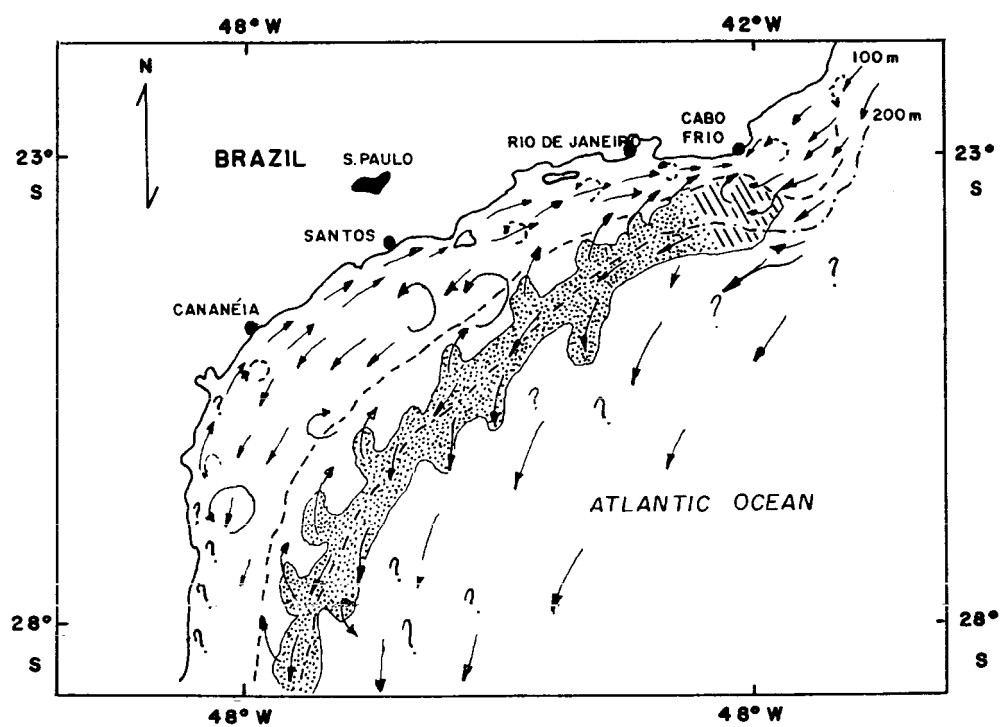 48° W
42° W
N
100 m
200 m
CABO
FRIO
RIO DE JANEIRO
23°
S
BRAZIL
S. PAULO
23°
S
SANTOS
?
?
CANANÉIA
?
?
?
ATLANTIC OCEAN
?
?
?
?
?
?
?
28°
S
28°
S
48° W
42° W